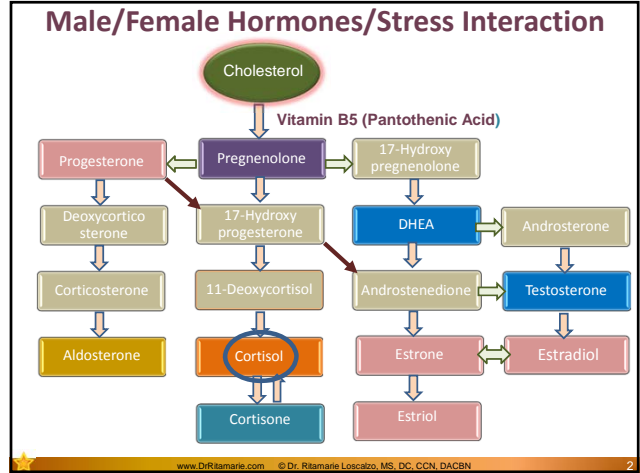 Male/Female Hormones/Stress Interaction
Cholesterol
Vitamin B5 (Pantothenic Acid)
Progesterone
Pregnenolone
17-Hydroxy
pregnenolone
Deoxycortico
sterone
17-Hydroxy
progesterone
DHEA
Androsterone
Corticosterone
11-Deoxycortisol
Androstenedione
Testosterone
Aldosterone
Cortisol
Estrone
Estradiol
Cortisone
Estriol
www.DrRitamarie.com © Dr. Ritamarie Loscalzo, MS, DC, CCN, DACBN
2